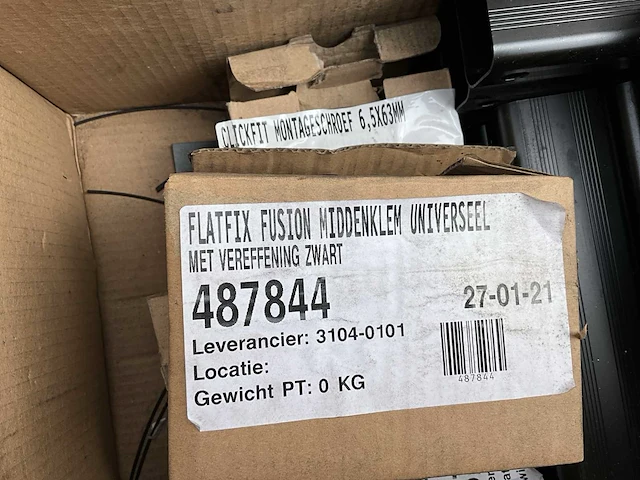 CLICKFIT MONTAGESCHROEF 6,5X63MM
FLATFIX FUSION MIDDENKLEM UNIVERSEEL
MET VEREFFENING ZWART
487844
27-01-21
Leverancier: 3104-0101
Locatie:
Gewicht PT: 0 KG
487844